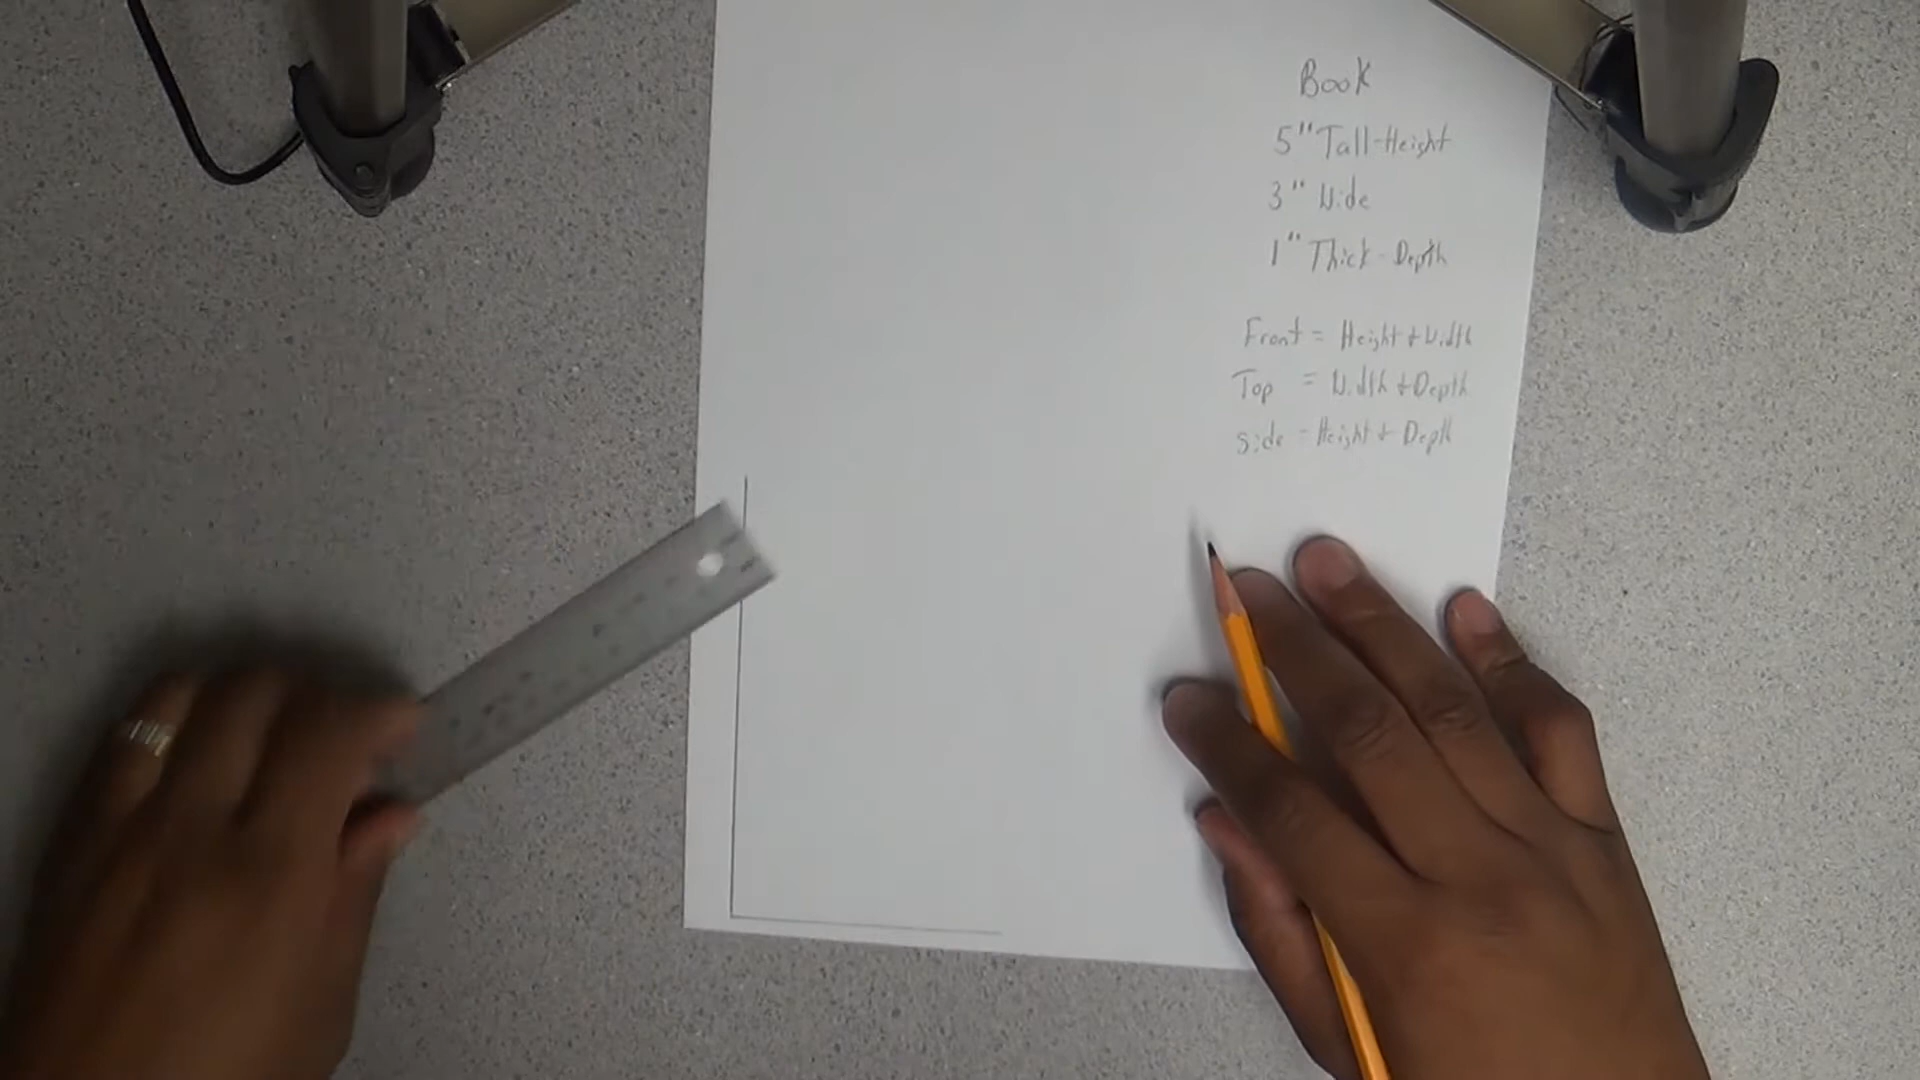 Book
5" Tall-Height
3" Wide
1" Thick - Depth
Front = Height + Width
Top = Width + Depth
Side = Height + Depth